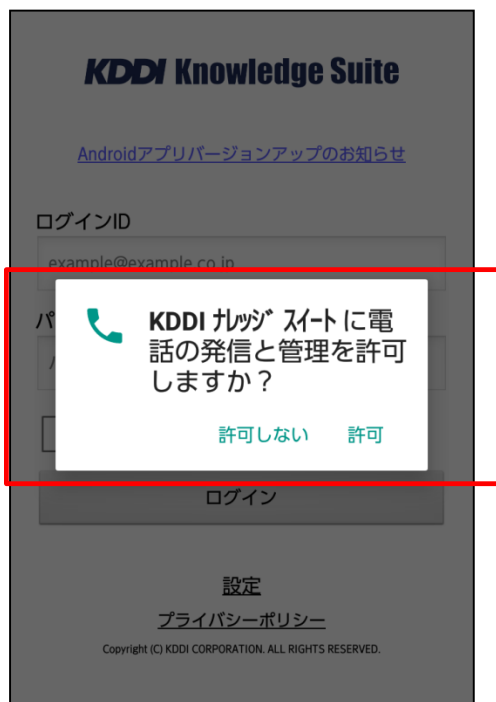 KDDI Knowledge Suite
Androidアプリバージョンアップのお知らせ
ログインID
example@example.co.jp
パ
KDDI ﾅﾚｯｼﾞ ｽｲｰﾄ に電
話の発信と管理を許可
しますか？
許可しない 許可
ログイン
設定
プライバシーポリシー
Copyright (C) KDDI CORPORATION. ALL RIGHTS RESERVED.